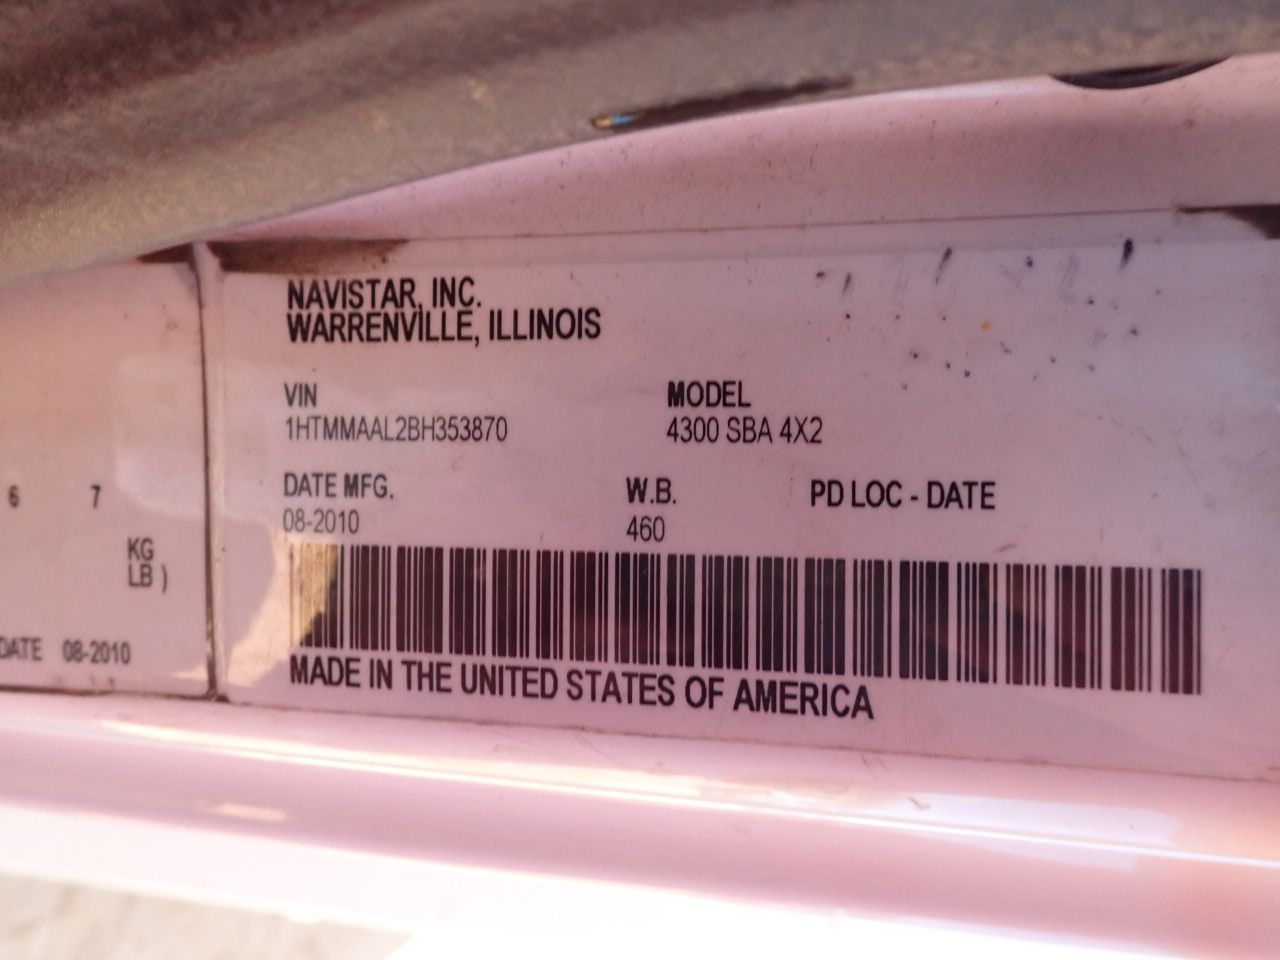 NAVISTAR, INC.
WARRENVILLE, ILLINOIS
VIN
MODEL
1HTMMAAL2BH353870
4300 SBA 4X2
DATE MFG.
W.B.
PD LOC - DATE
08-2010
460
MADE IN THE UNITED STATES OF AMERICA
6 7
KG
LB )
DATE 08-2010